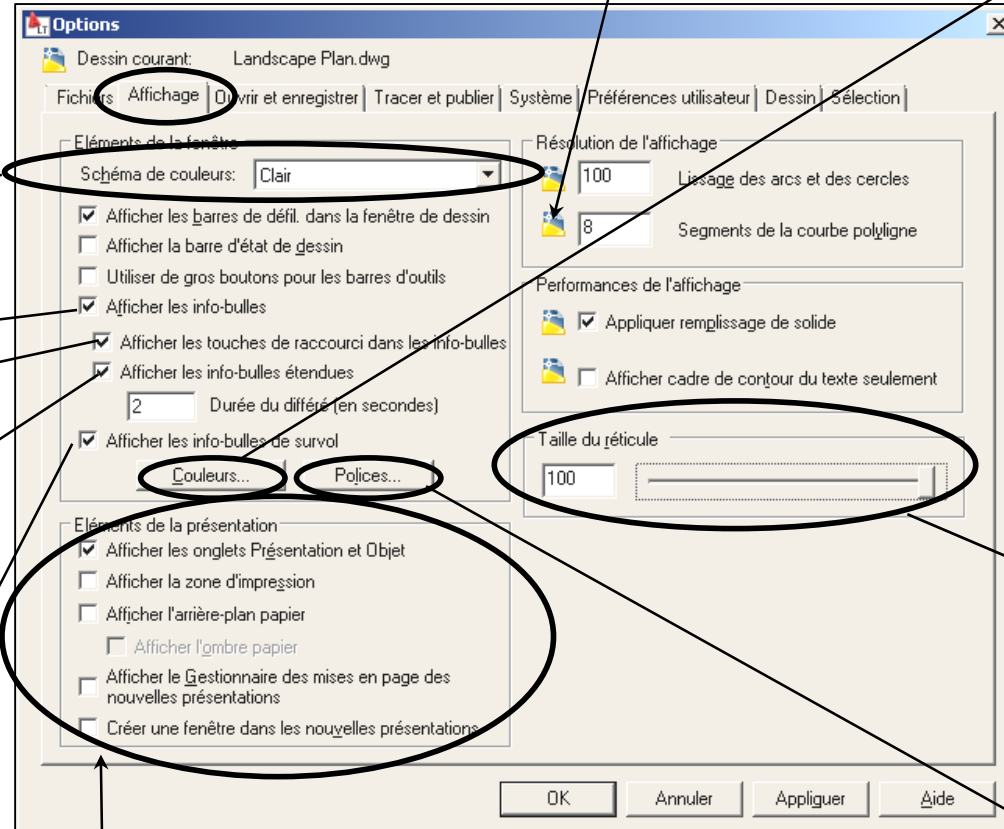 Options
Dessin courant: Landscape Plan.dwg
Fichiers Affichage Ouvrir et enregistrer Tracer et publier Système Préférences utilisateur Dessin Sélection
Eléments de la fenêtre
Schéma de couleurs: Clair
Afficher les barres de défil. dans la fenêtre de dessin
Afficher la barre d'état de dessin
Utiliser de gros boutons pour les barres d'outils
Afficher les info-bulles
Afficher les touches de raccourci dans les info-bulles
Afficher les info-bulles étendues
2 Durée du différé (en secondes)
Afficher les info-bulles de survol
Couleurs... Polices...
Eléments de la présentation
Afficher les onglets Présentation et Objet
Afficher la zone d'impression
Afficher l'arrière-plan papier
Afficher l'ombre papier
Afficher le Gestionnaire des mises en page des
nouvelles présentations
Créer une fenêtre dans les nouvelles présentations
Résolution de l'affichage
100 Lissage des arcs et des cercles
8 Segments de la courbe polyligne
Performances de l'affichage
Appliquer remplissage de solide
Afficher cadre de contour du texte seulement
Taille du réticule
100
OK Annuler Appliquer Aide